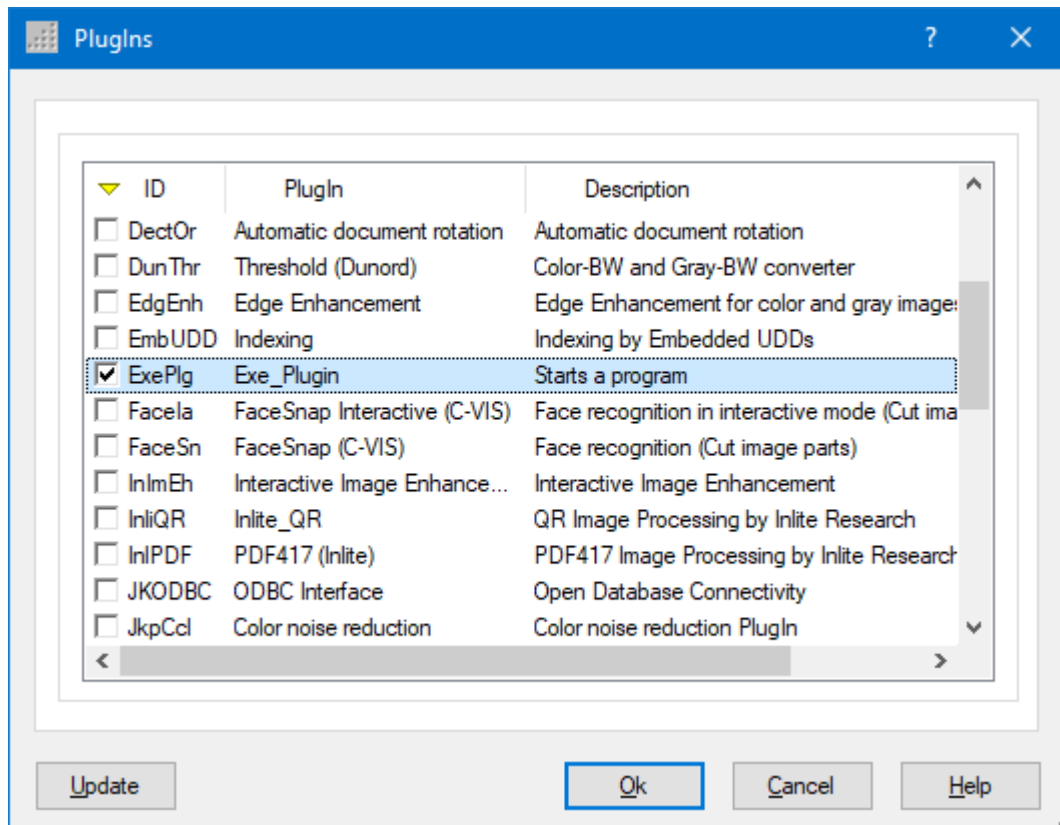 PlugIns ?
ID PlugIn Description
DectOr Automatic document rotation Automatic document rotation
DunThr Threshold (Dunord) Color-BW and Gray-BW converter
EdgEnh Edge Enhancement Edge Enhancement for color and gray images
EmbUDD Indexing Indexing by Embedded UDDs
ExePlg Exe_Plugin Starts a program
FaceIa FaceSnap Interactive (C-VIS) Face recognition in interactive mode (Cut ima
FaceSn FaceSnap (C-VIS) Face recognition (Cut image parts)
InImEh Interactive Image Enhance... Interactive Image Enhancement
InliQR Inlite_QR QR Image Processing by Inlite Research
InlPDF PDF417 (Inlite) PDF417 Image Processing by Inlite Research
JKODBC ODBC Interface Open Database Connectivity
JkpCcl Color noise reduction Color noise reduction PlugIn
Update Ok Cancel Help